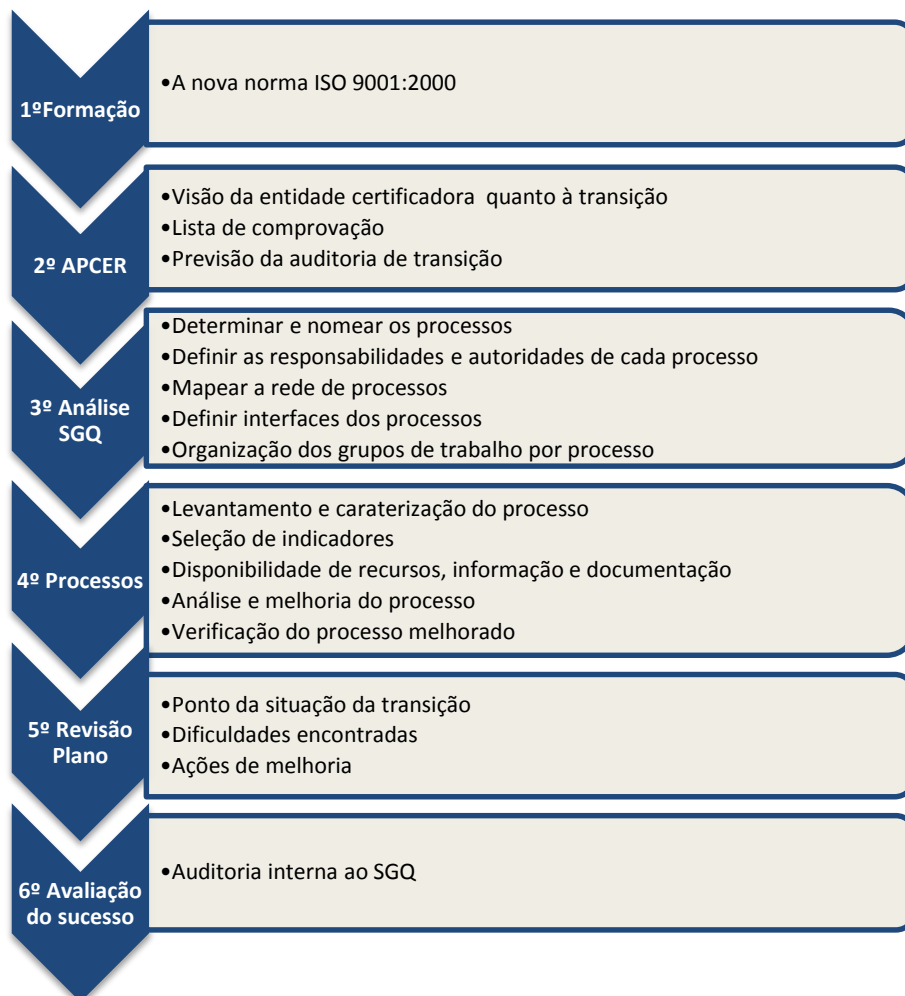 1ºFormação
•A nova norma ISO 9001:2000
2º APCER
•Visão da entidade certificadora quanto à transição
•Lista de comprovação
•Previsão da auditoria de transição
3º Análise
SGQ
•Determinar e nomear os processos
•Definir as responsabilidades e autoridades de cada processo
•Mapear a rede de processos
•Definir interfaces dos processos
•Organização dos grupos de trabalho por processo
4º Processos
•Levantamento e caraterização do processo
•Seleção de indicadores
•Disponibilidade de recursos, informação e documentação
•Análise e melhoria do processo
•Verificação do processo melhorado
5º Revisão
Plano
•Ponto da situação da transição
•Dificuldades encontradas
•Ações de melhoria
6º Avaliação
do sucesso
•Auditoria interna ao SGQ